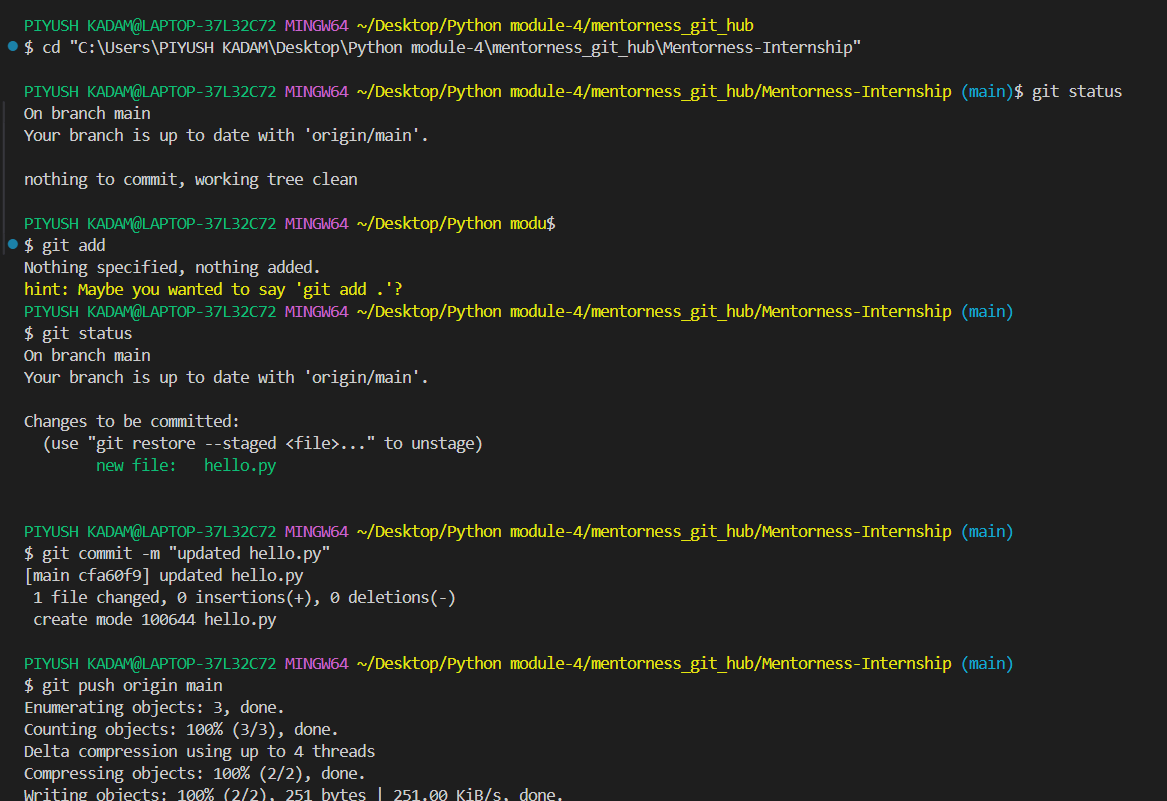 PIYUSH KADAM@LAPTOP-37L32C72 MINGW64 ~/Desktop/Python module-4/mentorness_git_hub
$ cd "C:\Users\PIYUSH KADAM\Desktop\Python module-4\mentorness_git_hub\Mentorness-Internship"
PIYUSH KADAM@LAPTOP-37L32C72 MINGW64 ~/Desktop/Python module-4/mentorness_git_hub/Mentorness-Internship (main)$ git status
On branch main
Your branch is up to date with 'origin/main'.
nothing to commit, working tree clean
PIYUSH KADAM@LAPTOP-37L32C72 MINGW64 ~/Desktop/Python modu$
$ git add
Nothing specified, nothing added.
hint: Maybe you wanted to say 'git add .'?
PIYUSH KADAM@LAPTOP-37L32C72 MINGW64 ~/Desktop/Python module-4/mentorness_git_hub/Mentorness-Internship (main)
$ git status
On branch main
Your branch is up to date with 'origin/main'.
Changes to be committed:
  (use "git restore --staged <file>..." to unstage)
        new file:   hello.py
PIYUSH KADAM@LAPTOP-37L32C72 MINGW64 ~/Desktop/Python module-4/mentorness_git_hub/Mentorness-Internship (main)
$ git commit -m "updated hello.py"
[main cfa60f9] updated hello.py
 1 file changed, 0 insertions(+), 0 deletions(-)
 create mode 100644 hello.py
PIYUSH KADAM@LAPTOP-37L32C72 MINGW64 ~/Desktop/Python module-4/mentorness_git_hub/Mentorness-Internship (main)
$ git push origin main
Enumerating objects: 3, done.
Counting objects: 100% (3/3), done.
Delta compression using up to 4 threads
Compressing objects: 100% (2/2), done.
Writing objects: 100% (2/2), 251 bytes | 251.00 KiB/s, done.